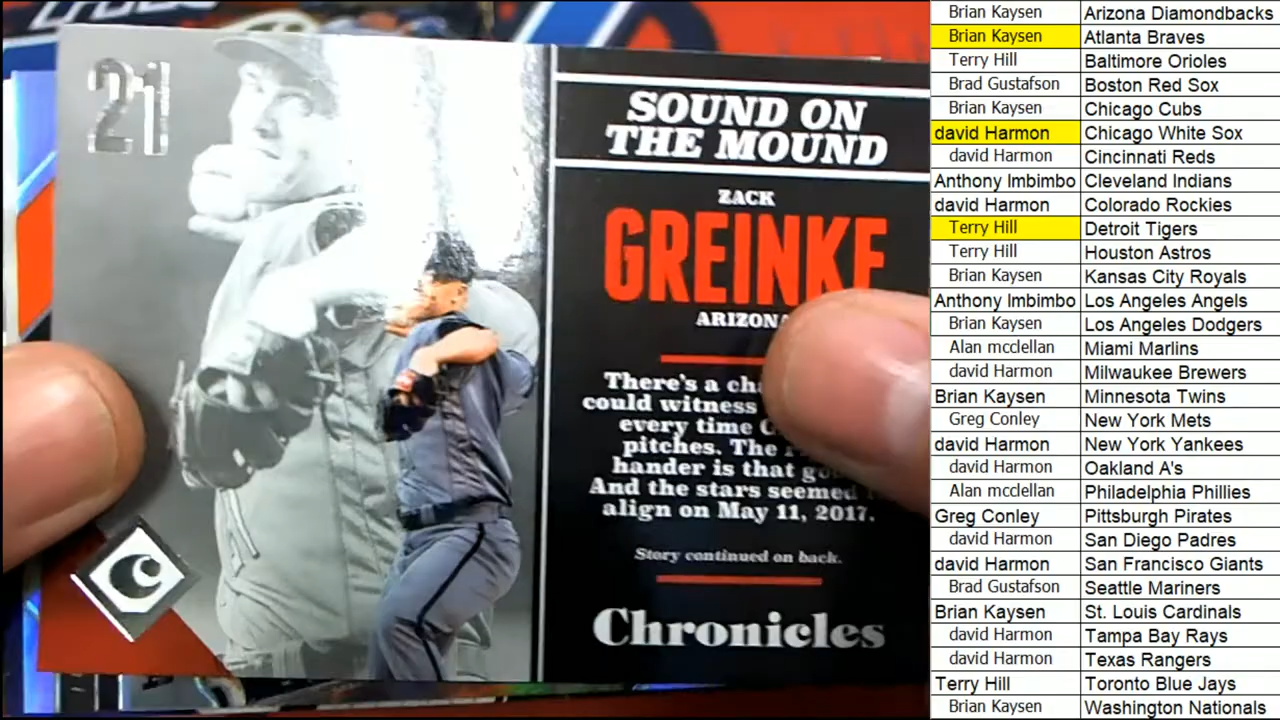 21
SOUND ON
THE MOUND
ZACK
GREINKE
ARIZONA
There's a
could witness
every time
pitches. The
hander is that
And the stars seemed
align on May 11, 2017.
Story continued on back.
Chronicles
C
Brian Kaysen Arizona Diamondbacks
Brian Kaysen Atlanta Braves
Terry Hill Baltimore Orioles
Brad Gustafson Boston Red Sox
Brian Kaysen Chicago Cubs
david Harmon Chicago White Sox
david Harmon Cincinnati Reds
Anthony Imbimbo Cleveland Indians
david Harmon Colorado Rockies
Terry Hill Detroit Tigers
Terry Hill Houston Astros
Brian Kaysen Kansas City Royals
Anthony Imbimbo Los Angeles Angels
Brian Kaysen Los Angeles Dodgers
Alan mcclellan Miami Marlins
david Harmon Milwaukee Brewers
Brian Kaysen Minnesota Twins
Greg Conley New York Mets
david Harmon New York Yankees
david Harmon Oakland A's
Alan mcclellan Philadelphia Phillies
Greg Conley Pittsburgh Pirates
david Harmon San Diego Padres
david Harmon San Francisco Giants
Brad Gustafson Seattle Mariners
Brian Kaysen St. Louis Cardinals
david Harmon Tampa Bay Rays
david Harmon Texas Rangers
Terry Hill Toronto Blue Jays
Brian Kaysen Washington Nationals